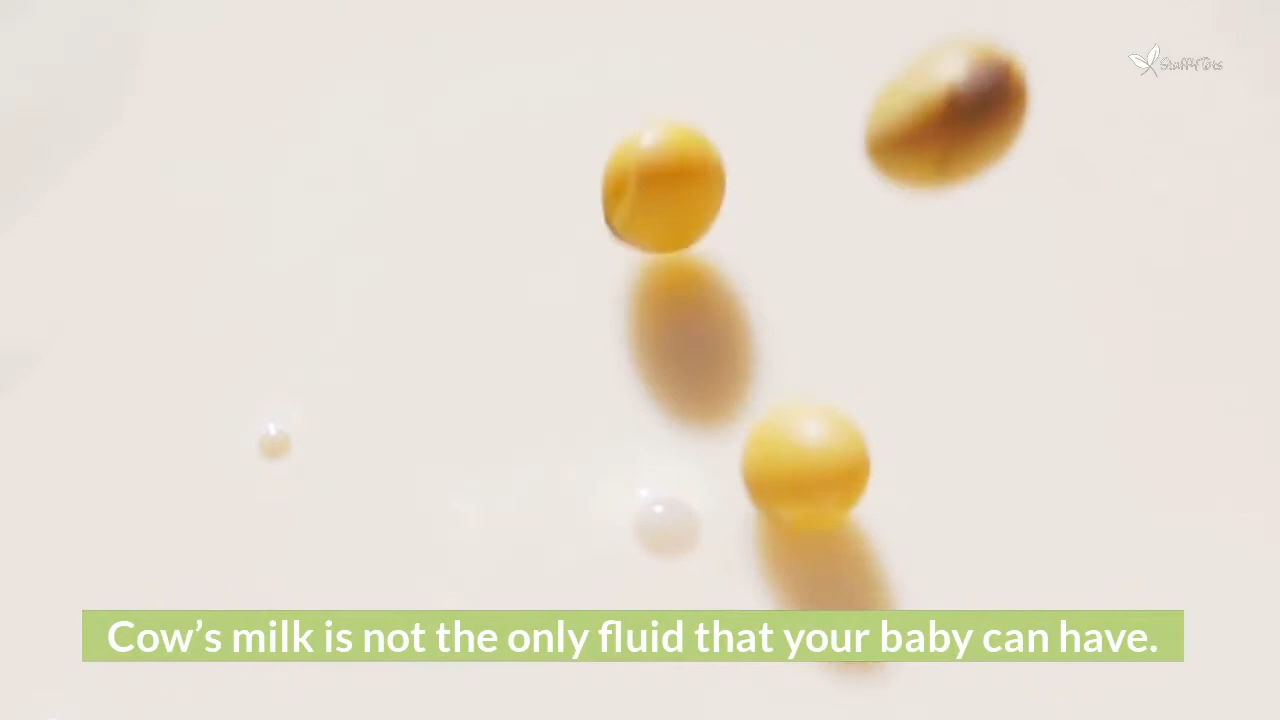 Cow’s milk is not the only fluid that your baby can have.